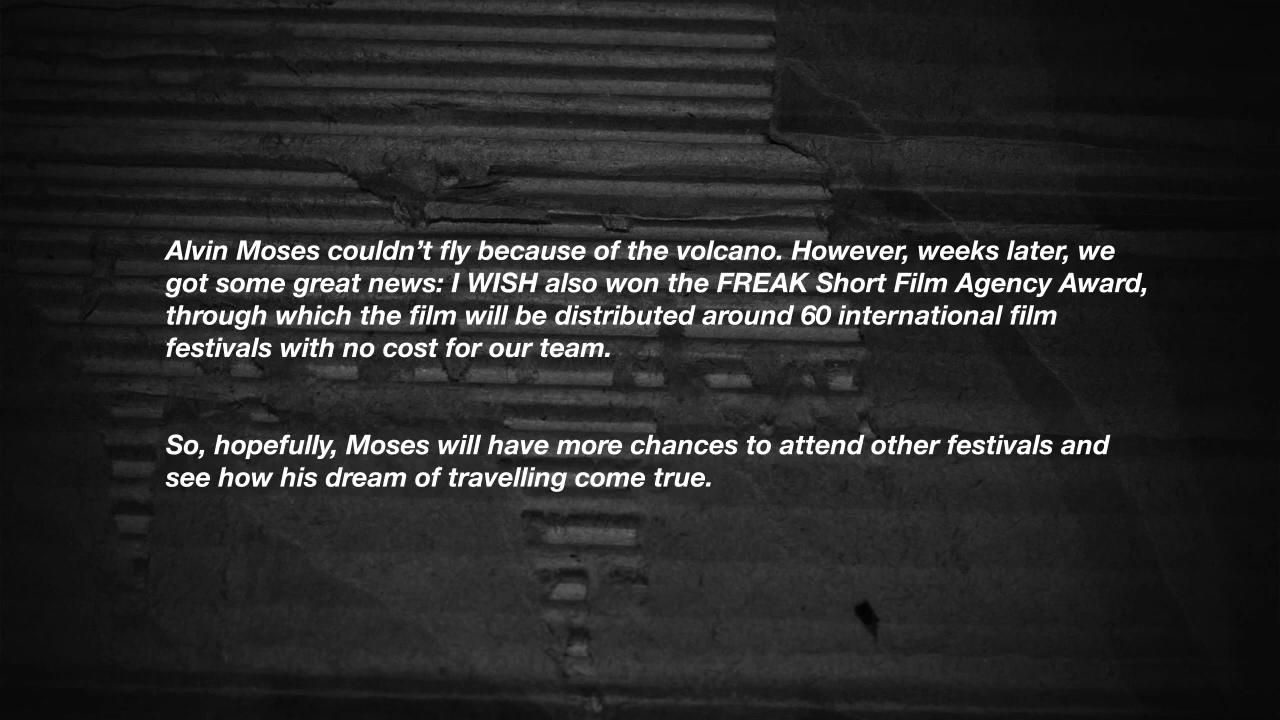 Alvin Moses couldn’t fly because of the volcano. However, weeks later, we
got some great news: I WISH also won the FREAK Short Film Agency Award,
through which the film will be distributed around 60 international film
festivals with no cost for our team.
So, hopefully, Moses will have more chances to attend other festivals and
see how his dream of travelling come true.